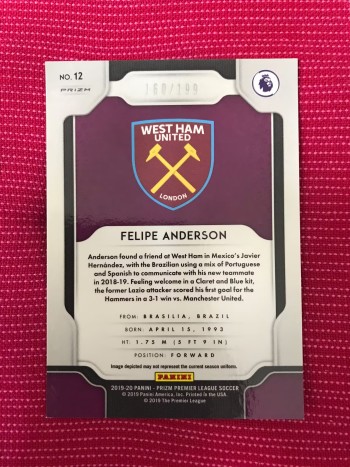 NO. 12
PRIZM
160/199
WEST HAM
UNITED
LONDON
FELIPE ANDERSON
Anderson found a friend at West Ham in Mexico's Javier
Hernández, with the Brazilian using a mix of Portuguese
and Spanish to communicate with his new teammate
in 2018-19. Feeling welcome in a Claret and Blue kit,
the former Lazio attacker scored his first goal for the
Hammers in a 3-1 win vs. Manchester United.
FROM: BRASILIA, BRAZIL
BORN: APRIL 15, 1993
HT: 1.75 M (5 FT 9 IN)
POSITION: FORWARD
Image depicted may not represent the current season uniforms.
PANINI
2019-20 PANINI - PRIZM PREMIER LEAGUE SOCCER
© 2019 Panini America, Inc. Printed in the USA.
© 2019 The Premier League